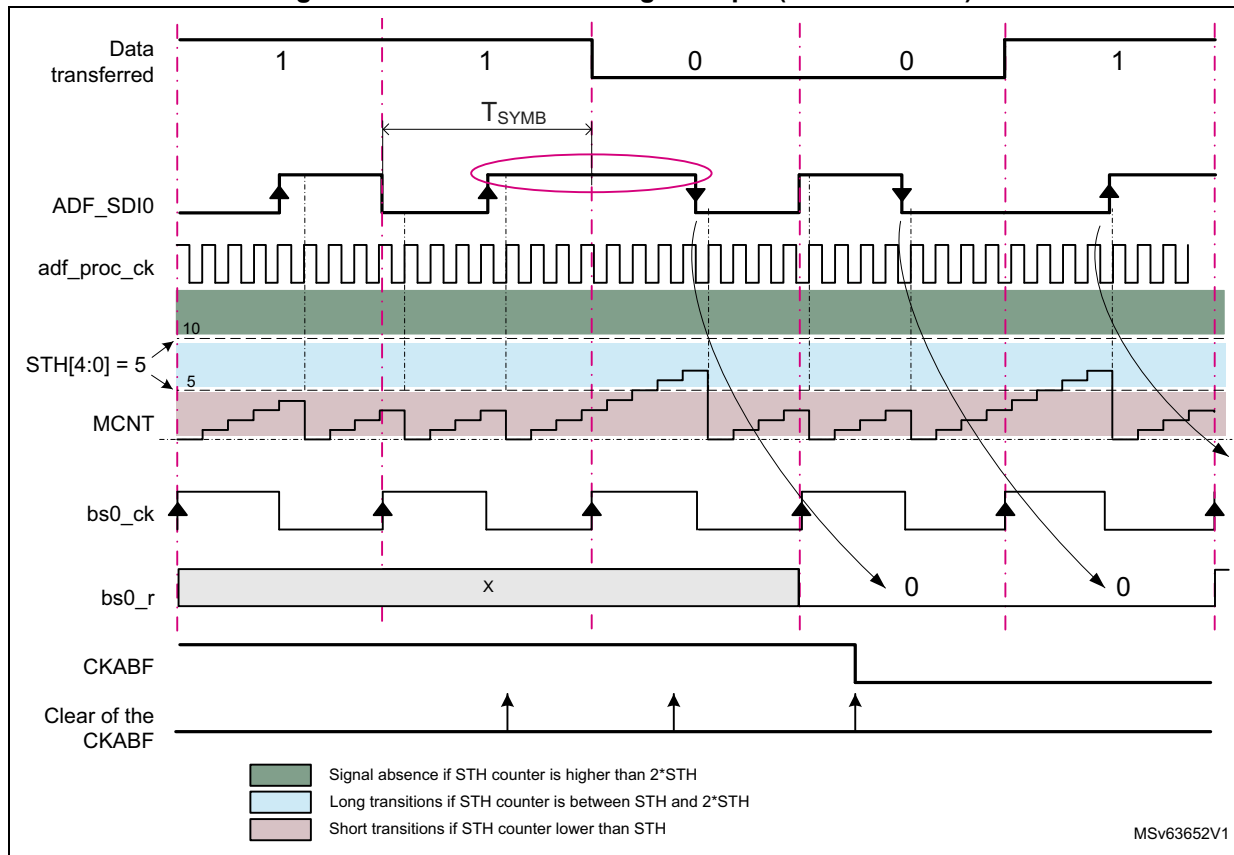 Data
transferred
1 1 0 0 1
TSYMB
ADF_SDI0
adf_proc_ck
10
STH[4:0] = 5
5
MCNT
bs0_ck
bs0_r
X
0 0
CKABF
Clear of the
CKABF
Signal absence if STH counter is higher than 2*STH
Long transitions if STH counter is between STH and 2*STH
Short transitions if STH counter lower than STH
MSv63652V1